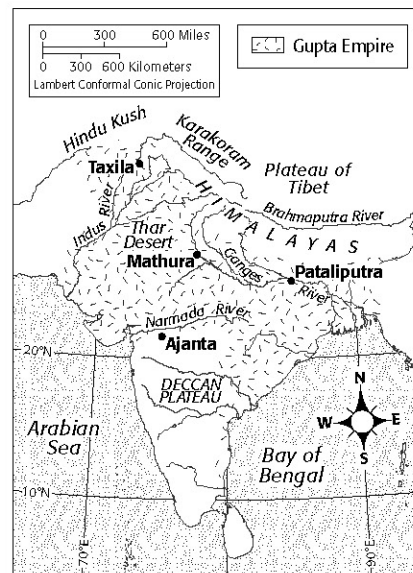 0 300 600 Miles
0 300 600 Kilometers
Lambert Conformal Conic Projection
Gupta Empire
Hindu Kush
Karakoram
Range
Taxila
Plateau of
Tibet
Indus River
HIMALAYAS
Brahmaputra River
Thar
Desert
Mathura
Ganges River
Pataliputra
Narmada River
Ajanta
20°N
DECCAN
PLATEAU
N
W E
S
Arabian
Sea
Bay of
Bengal
10°N
70°E
90°E